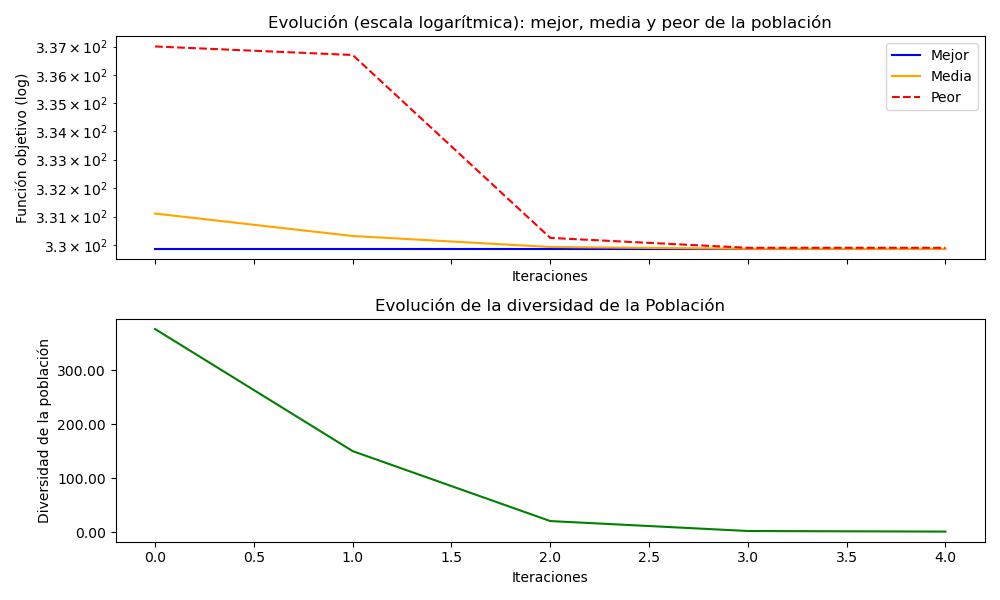 Evolución (escala logarítmica): mejor, media y peor de la población
Función objetivo (log)
3.37 × 10²
3.36 × 10²
3.35 × 10²
3.34 × 10²
3.33 × 10²
3.32 × 10²
3.31 × 10²
3.3 × 10²
Mejor
Media
Peor
Iteraciones
Evolución de la diversidad de la Población
Diversidad de la población
300.00
200.00
100.00
0.00
0.0 0.5 1.0 1.5 2.0 2.5 3.0 3.5 4.0
Iteraciones